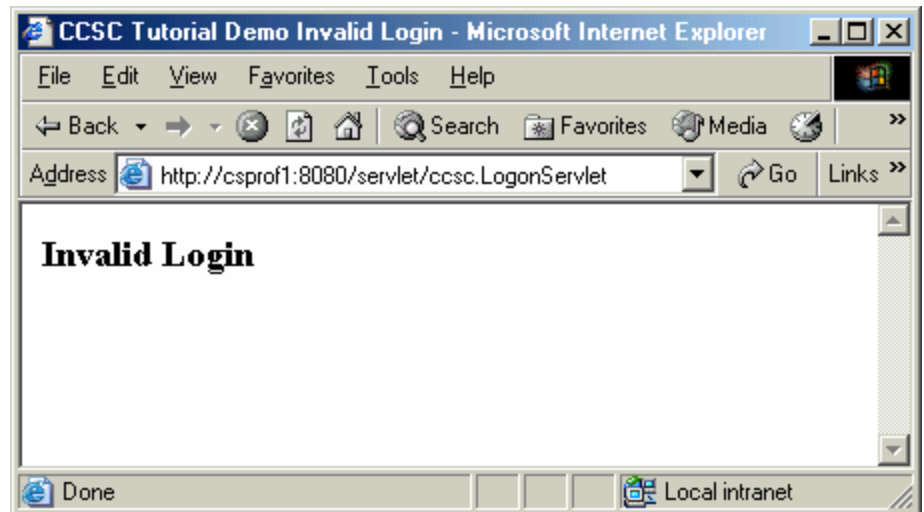 CCSC Tutorial Demo Invalid Login - Microsoft Internet Explorer
File Edit View Favorites Tools Help
Back Search Favorites Media »
Address http://csprof1:8080/servlet/ccsc.LogonServlet Go Links »
Invalid Login
Done Local intranet